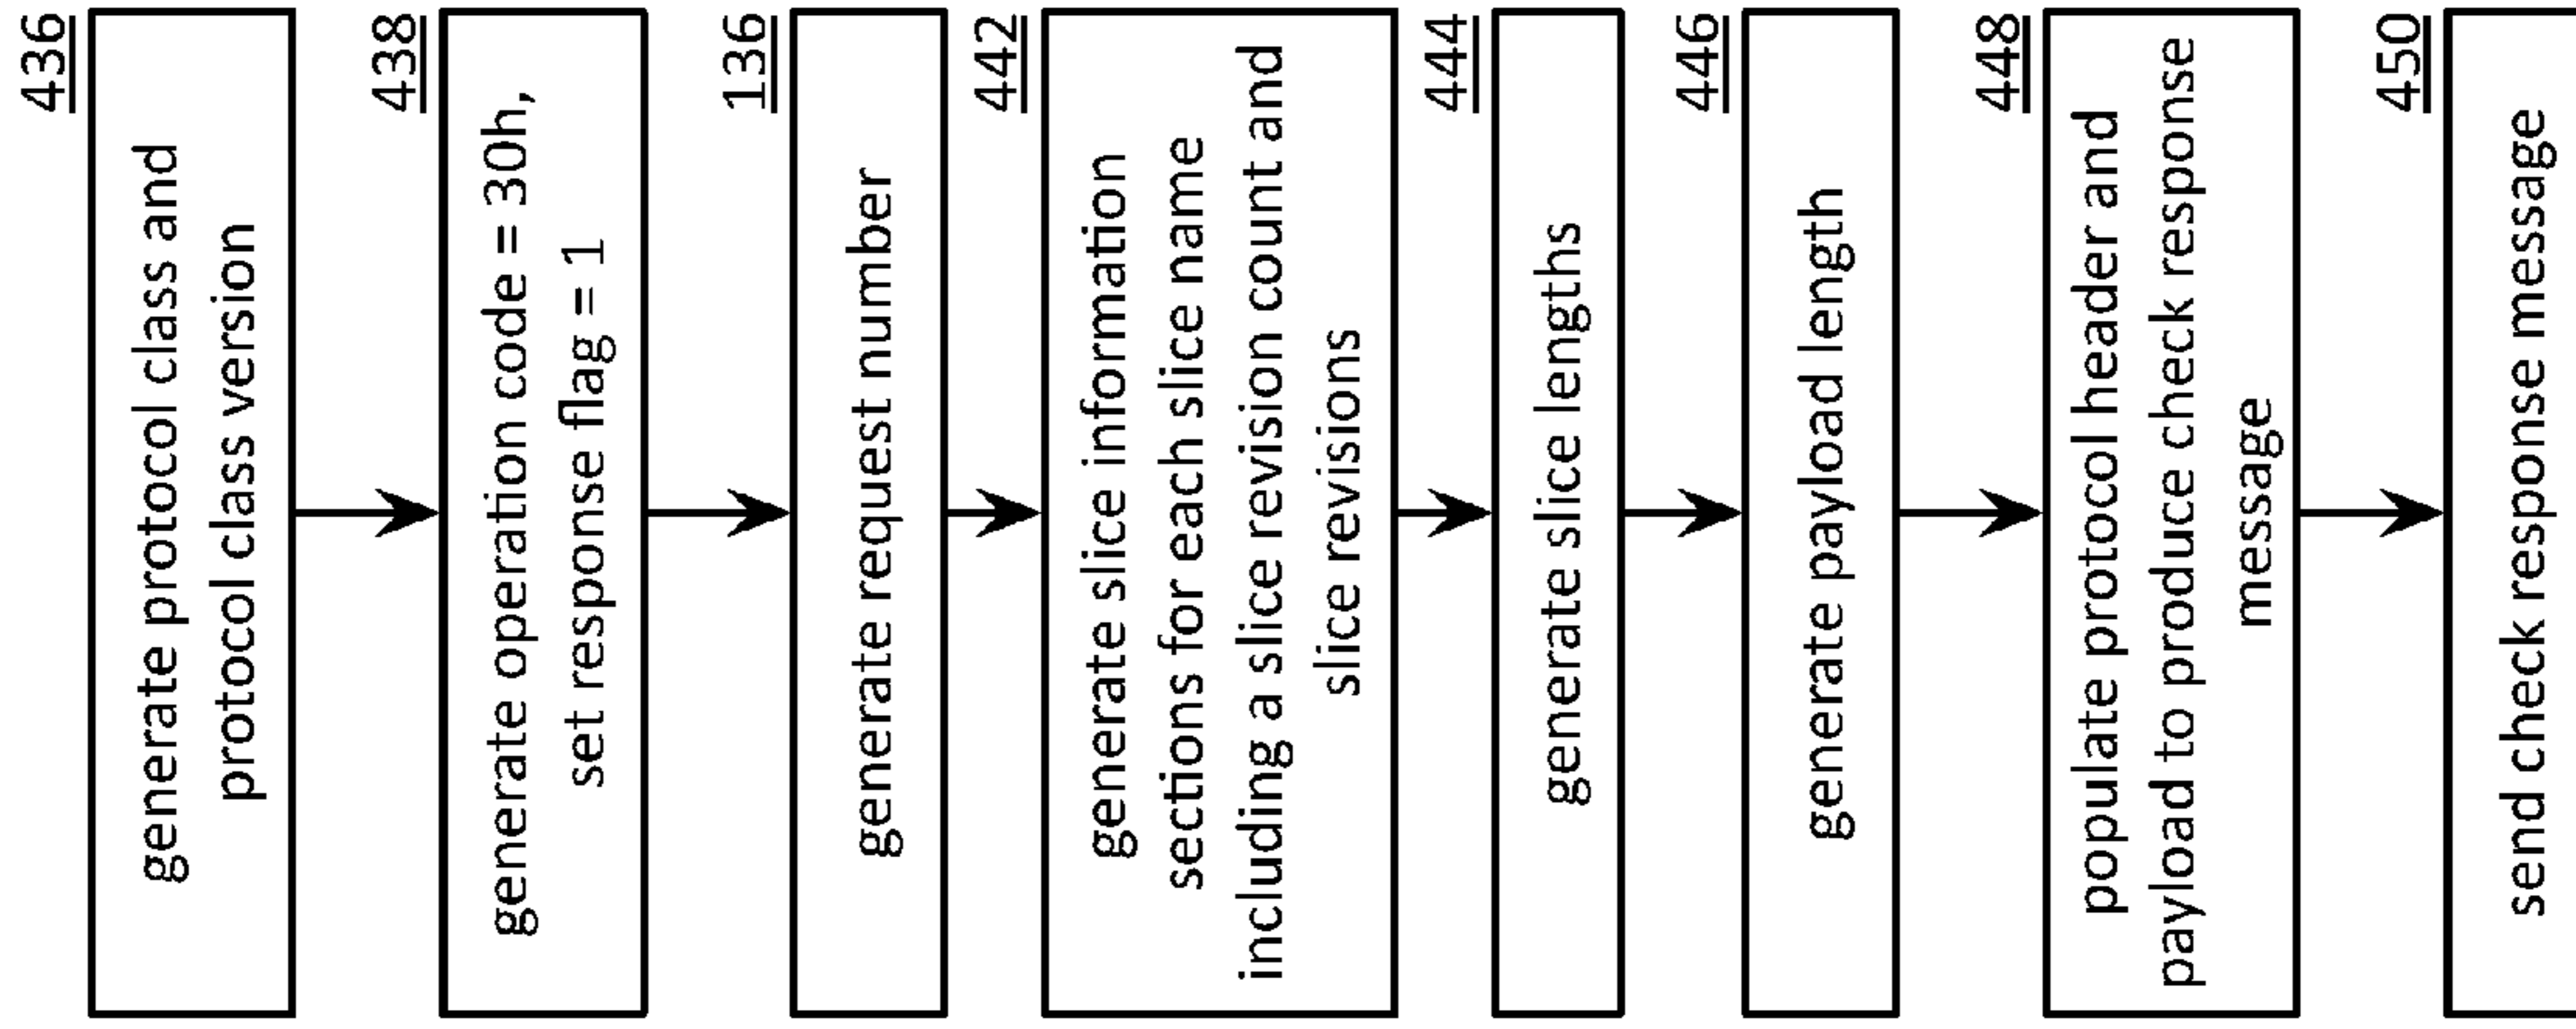 436
generate protocol class and
protocol class version
438
generate operation code = 30h,
set response flag = 1
136
generate request number
442
generate slice information
sections for each slice name
including a slice revision count and
slice revisions
444
generate slice lengths
446
generate payload length
448
populate protocol header and
payload to produce check response
message
450
send check response message